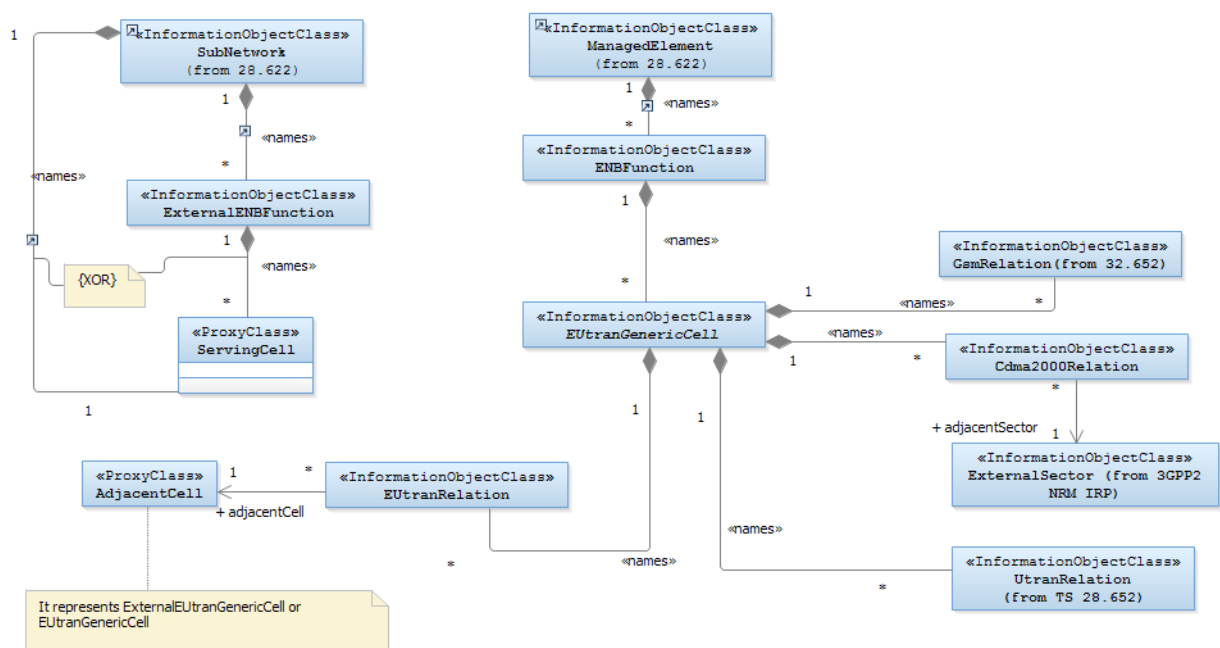 1
«InformationObjectClass»
SubNetwork
(from 28.622)
1
«names»
*
«names»
«InformationObjectClass»
ExternalENBFunction
1
«names»
{XOR}
*
«ProxyClass»
ServingCell
1
«InformationObjectClass»
ManagedElement
(from 28.622)
1
«names»
*
«InformationObjectClass»
ENBFunction
1
«names»
*
«InformationObjectClass»
EUtranGenericCell
1
«names»
*
«InformationObjectClass»
GsmRelation(from 32.652)
«names»
1
*
«InformationObjectClass»
Cdma2000Relation
*
+ adjacentSector
1
«InformationObjectClass»
ExternalSector (from 3GPP2
NRM IRP)
1
1
«ProxyClass»
AdjacentCell
1
*
+ adjacentCell
«InformationObjectClass»
EUtranRelation
*
«names»
«names»
*
«InformationObjectClass»
UtranRelation
(from TS 28.652)
It represents ExternalEUtranGenericCell or
EUtranGenericCell